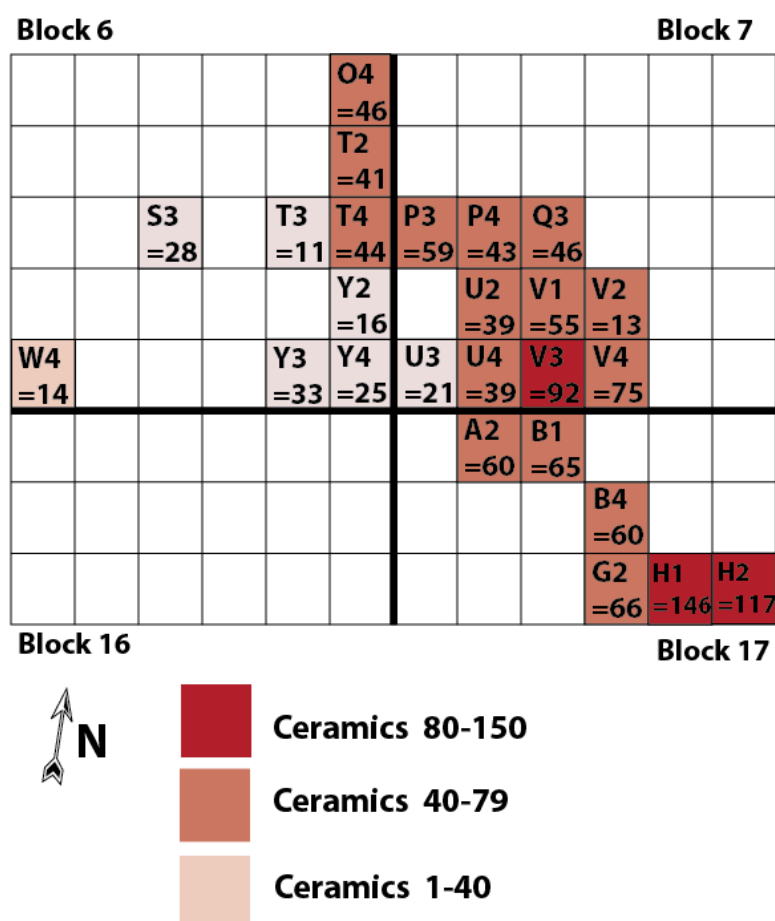 Block 6
Block 7
O4
=46
T2
=41
S3 T3 T4 P3 P4 Q3
=28 =11 =44 =59 =43 =46
Y2 U2 V1 V2
=16 =39 =55 =13
W4 Y3 Y4 U3 U4 V3 V4
=14 =33 =25 =21 =39 =92 =75
A2 B1
=60 =65
B4
=60
G2 H1 H2
=66 =146 =117
Block 16
Block 17
N
Ceramics 80-150
Ceramics 40-79
Ceramics 1-40